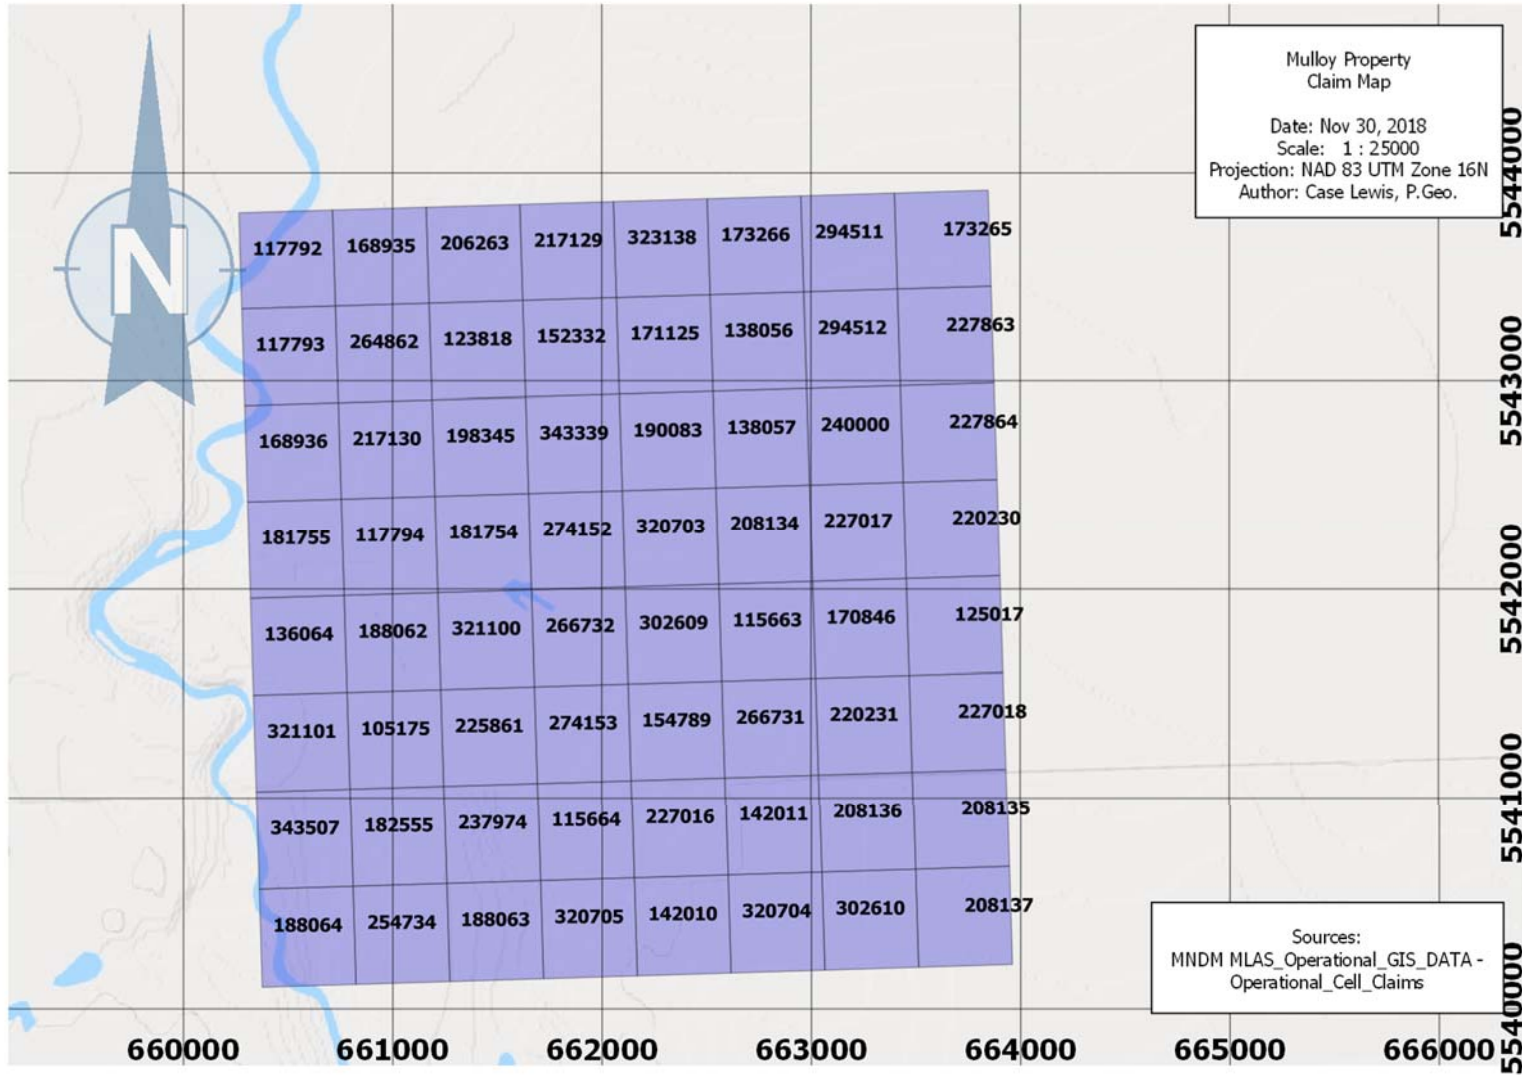 Mulloy Property
Claim Map
Date: Nov 30, 2018
Scale: 1 : 25000
Projection: NAD 83 UTM Zone 16N
Author: Case Lewis, P.Geo.
N
117792 168935 206263 217129 323138 173266 294511 173265
117793 264862 123818 152332 171125 138056 294512 227863
168936 217130 198345 343339 190083 138057 240000 227864
181755 117794 181754 274152 320703 208134 227017 220230
136064 188062 321100 266732 302609 115663 170846 125017
321101 105175 225861 274153 154789 266731 220231 227018
343507 182555 237974 115664 227016 142011 208136 208135
188064 254734 188063 320705 142010 320704 302610 208137
5544000
5543000
5542000
5541000
5540000
Sources:
MNDM MLAS_Operational_GIS_DATA -
Operational_Cell_Claims
660000 661000 662000 663000 664000 665000 666000